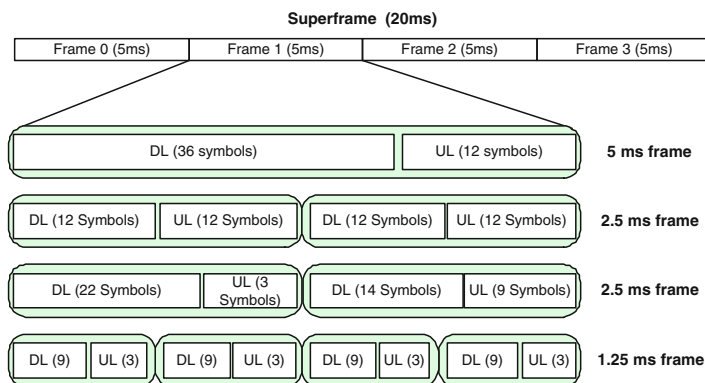 Superframe (20ms)
Frame 0 (5ms) Frame 1 (5ms) Frame 2 (5ms) Frame 3 (5ms)
DL (36 symbols) UL (12 symbols) 5 ms frame
DL (12 Symbols) UL (12 Symbols) DL (12 Symbols) UL (12 Symbols) 2.5 ms frame
DL (22 Symbols) UL (3 Symbols) DL (14 Symbols) UL (9 Symbols) 2.5 ms frame
DL (9) UL (3) DL (9) UL (3) DL (9) UL (3) DL (9) UL (3) 1.25 ms frame